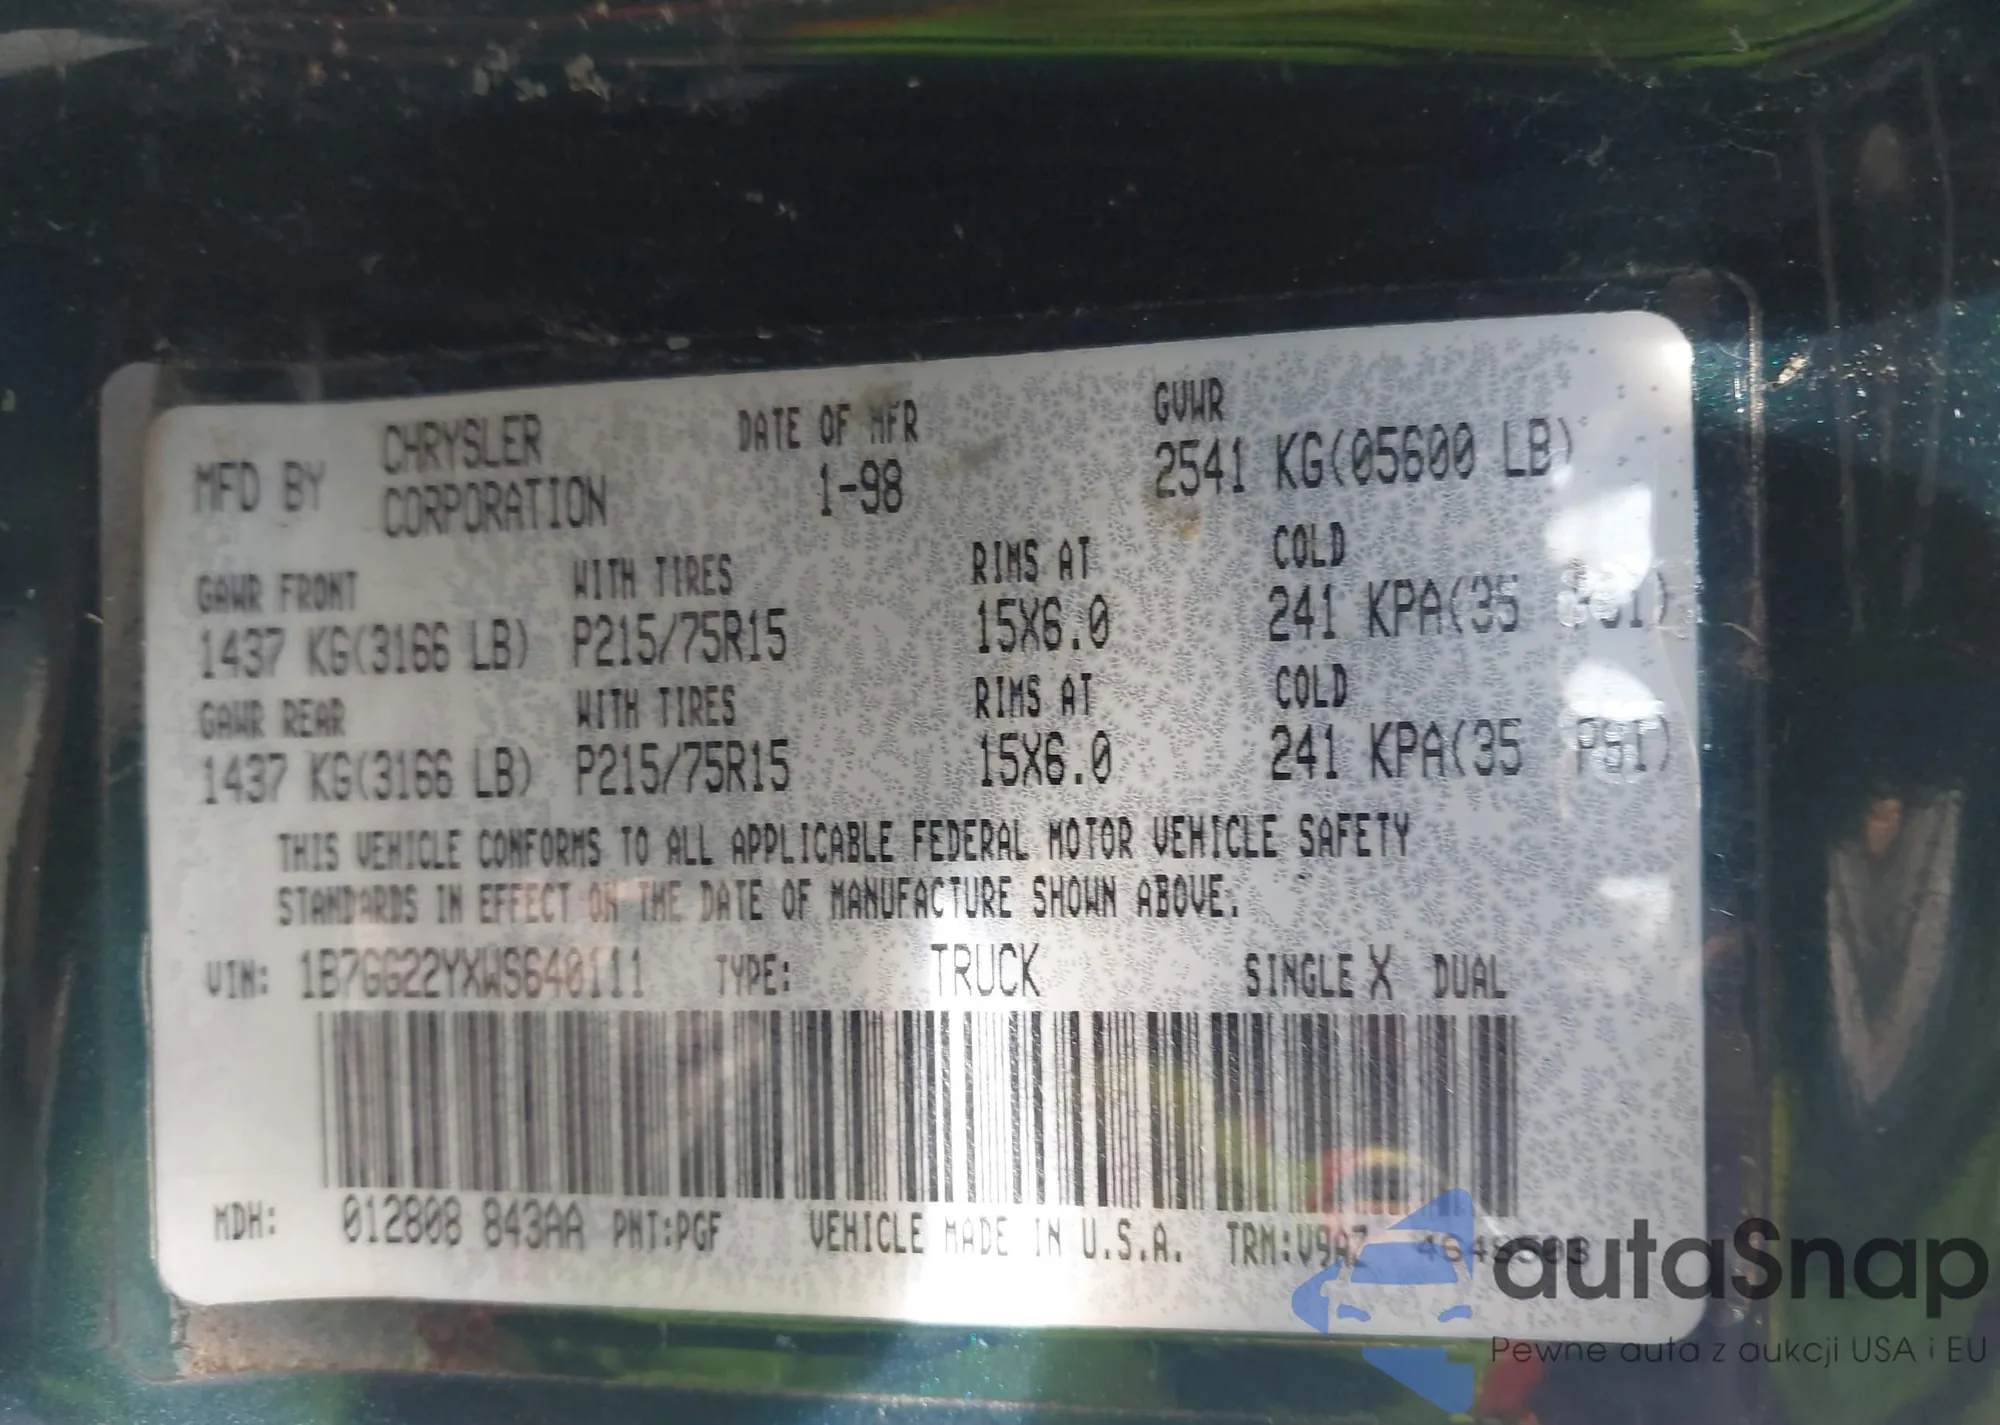 MFD BY CHRYSLER CORPORATION DATE OF MFR 1-98 GVWR 2541 KG(05600 LB)
GAWR FRONT WITH TIRES RIMS AT COLD
1437 KG(3166 LB) P215/75R15 15X6.0 241 KPA(35 PSI)
GAWR REAR WITH TIRES RIMS AT COLD
1437 KG(3166 LB) P215/75R15 15X6.0 241 KPA(35 PSI)
THIS VEHICLE CONFORMS TO ALL APPLICABLE FEDERAL MOTOR VEHICLE SAFETY
STANDARDS IN EFFECT ON THE DATE OF MANUFACTURE SHOWN ABOVE.
VIN: 1B7GG22YXWS640111 TYPE: TRUCK SINGLE X DUAL
MDH: 012808 843AA PNT:PGF VEHICLE MADE IN U.S.A. TRM:V9AZ
autaSnap
Pewne auta z aukcji USA i EU